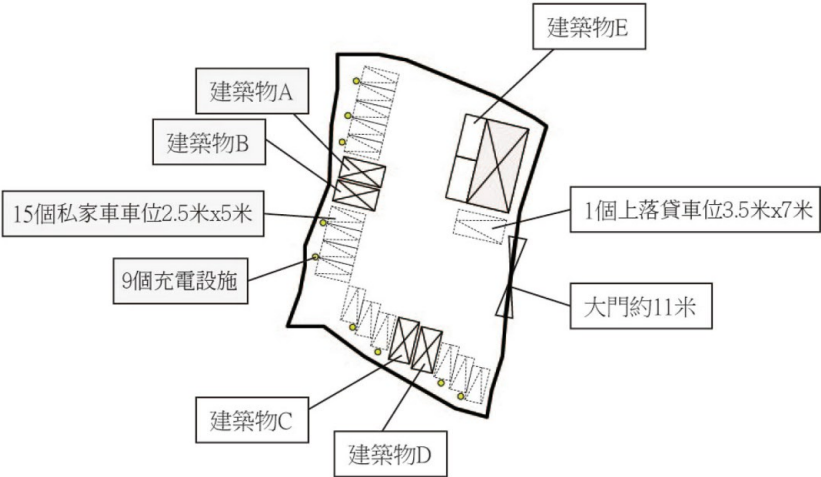 建築物E
建築物A
建築物B
15個私家車車位2.5米x5米
1個上落貨車位3.5米x7米
9個充電設施
大門約11米
建築物C
建築物D